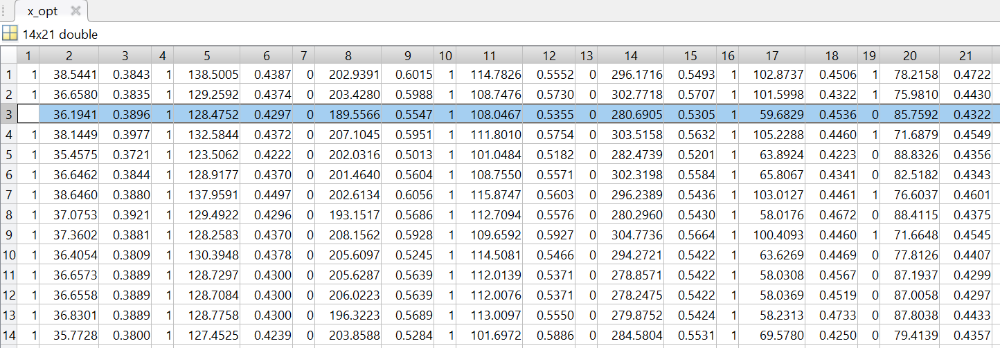 x_opt
14x21 double
1 2 3 4 5 6 7 8 9 10 11 12 13 14 15 16 17 18 19 20 21
1 1 38.5441 0.3843 1 138.5005 0.4387 0 202.9391 0.6015 1 114.7826 0.5552 0 296.1716 0.5493 1 102.8737 0.4506 1 78.2158 0.4722
2 1 36.6580 0.3835 1 129.2592 0.4374 0 203.4280 0.5988 1 108.7476 0.5730 0 302.7718 0.5707 1 101.5998 0.4322 1 75.9810 0.4430
3 36.1941 0.3896 1 128.4752 0.4297 0 189.5566 0.5547 1 108.0467 0.5355 0 280.6905 0.5305 1 59.6829 0.4536 0 85.7592 0.4322
4 1 38.1449 0.3977 1 132.5844 0.4372 0 207.1045 0.5951 1 111.8010 0.5754 0 303.5158 0.5632 1 105.2288 0.4460 1 71.6879 0.4549
5 1 35.4575 0.3721 1 123.5062 0.4222 0 202.0316 0.5013 1 101.0484 0.5182 0 282.4739 0.5201 1 63.8924 0.4223 0 88.8326 0.4356
6 1 36.6462 0.3844 1 128.9177 0.4370 0 201.4640 0.5604 1 108.7550 0.5571 0 302.3198 0.5584 1 65.8067 0.4341 0 82.5182 0.4343
7 1 38.6460 0.3880 1 137.9591 0.4497 0 202.6134 0.6056 1 115.8747 0.5603 0 296.2389 0.5436 1 103.0127 0.4461 1 76.6037 0.4601
8 1 37.0753 0.3921 1 129.4922 0.4296 0 193.1517 0.5686 1 112.7094 0.5576 0 280.2960 0.5430 1 58.0176 0.4672 0 88.4115 0.4375
9 1 37.3602 0.3881 1 128.2583 0.4370 0 208.1562 0.5928 1 109.6592 0.5927 0 304.7736 0.5664 1 100.4093 0.4460 1 71.6648 0.4545
10 1 36.4054 0.3809 1 130.3948 0.4378 0 205.6097 0.5245 1 114.5081 0.5466 0 294.2721 0.5422 1 63.6269 0.4469 0 77.8126 0.4407
11 1 36.6573 0.3889 1 128.7297 0.4300 0 205.6287 0.5639 1 112.0139 0.5371 0 278.8571 0.5422 1 58.0308 0.4567 0 87.1937 0.4299
12 1 36.6558 0.3889 1 128.7084 0.4300 0 206.0223 0.5639 1 112.0076 0.5371 0 278.2475 0.5422 1 58.0369 0.4519 0 87.0058 0.4297
13 1 36.8301 0.3889 1 128.7758 0.4300 0 196.3223 0.5689 1 113.0097 0.5550 0 279.8752 0.5424 1 58.2313 0.4733 0 87.8038 0.4433
14 1 35.7728 0.3800 1 127.4525 0.4239 0 203.8588 0.5284 1 101.6972 0.5886 0 284.5804 0.5531 1 69.5780 0.4250 0 79.4139 0.4357